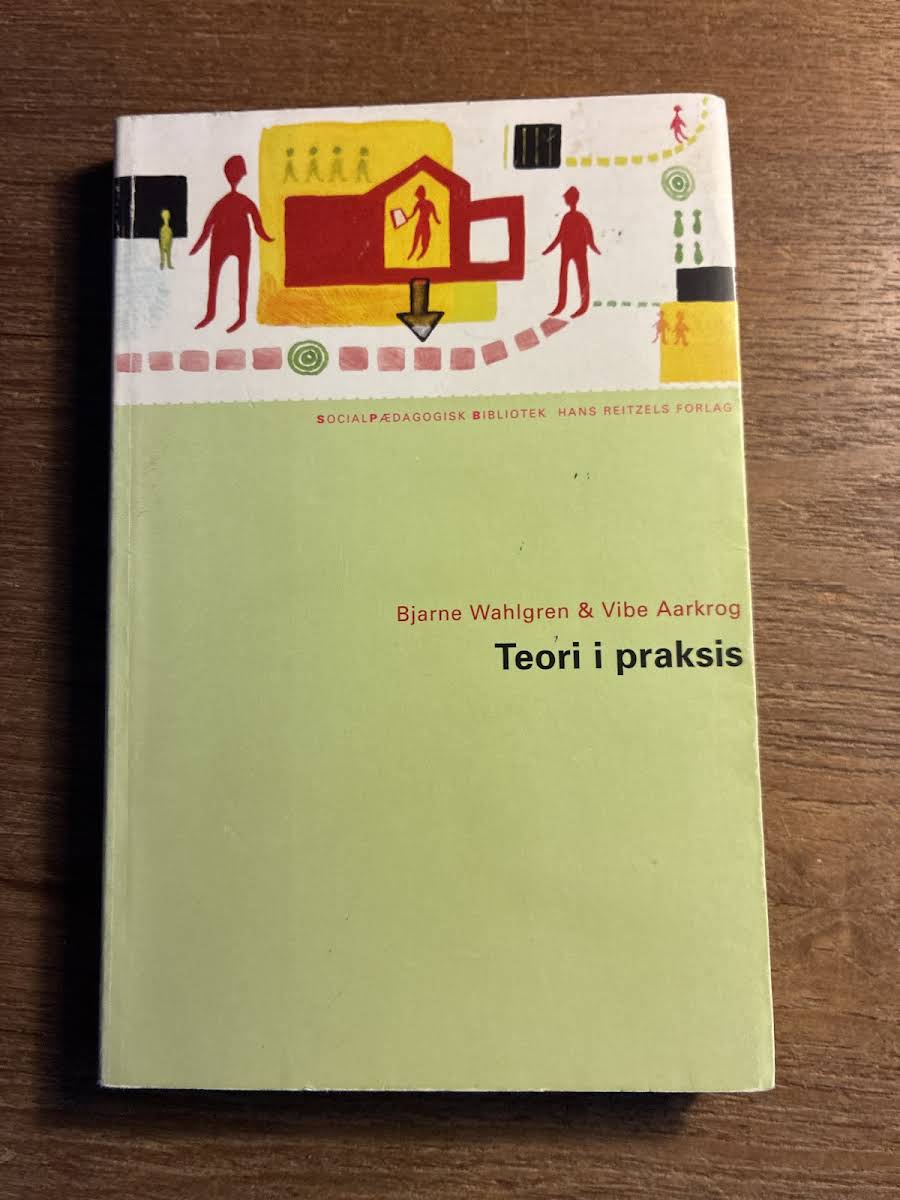 SOCIALPÆDAGOGISK BIBLIOTEK HANS REITZELS FORLAG
Bjarne Wahlgren & Vibe Aarkrog
Teori i praksis